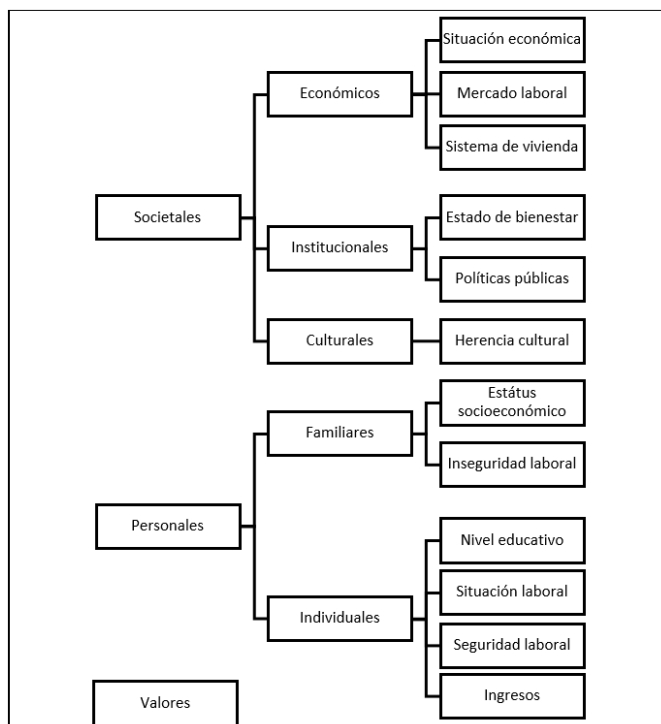 Societales
Económicos
Situación económica
Mercado laboral
Sistema de vivienda
Institucionales
Estado de bienestar
Políticas públicas
Culturales
Herencia cultural
Personales
Familiares
Estátus
socioeconómico
Inseguridad laboral
Individuales
Nivel educativo
Situación laboral
Seguridad laboral
Ingresos
Valores